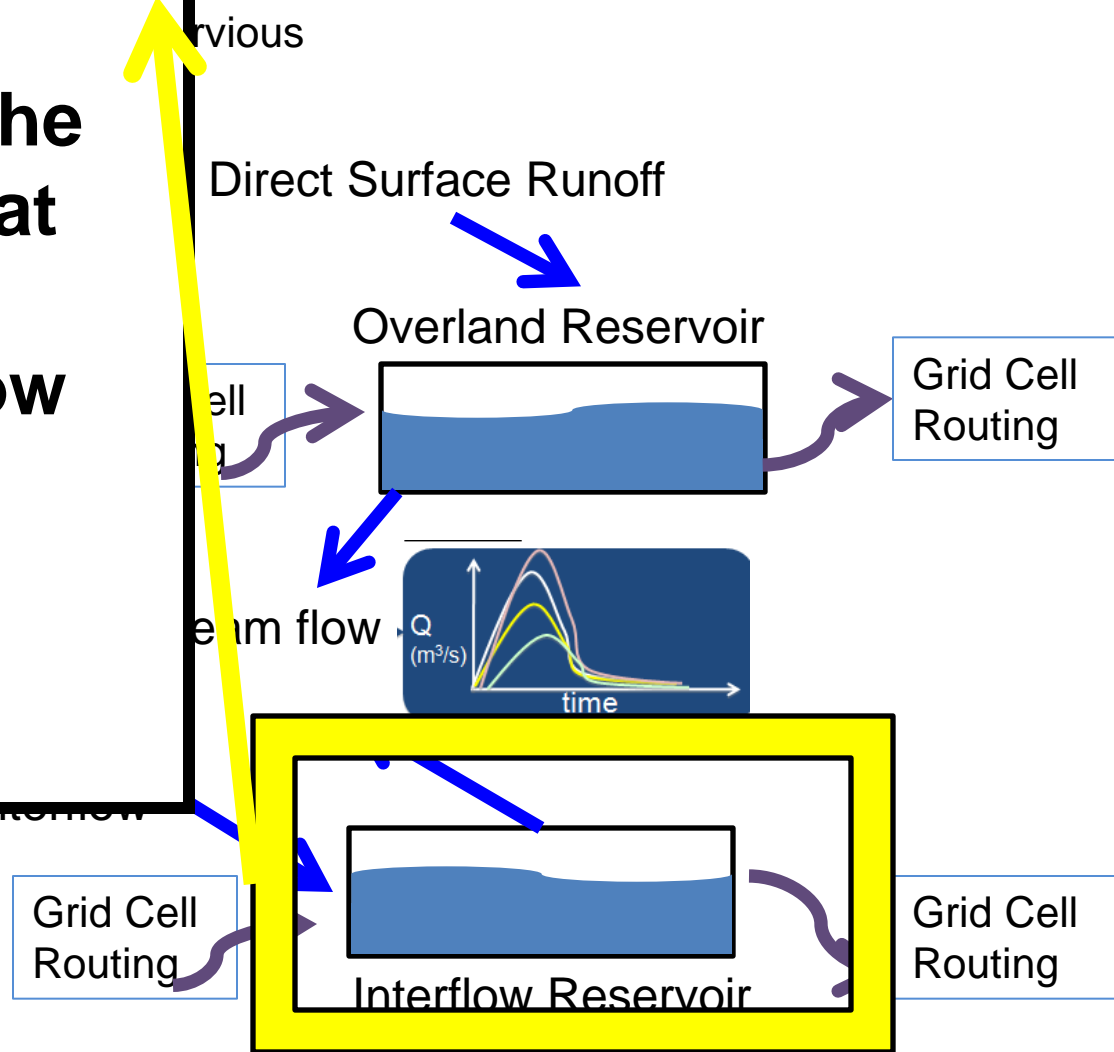 rvious
he
at
ow
Direct Surface Runoff
Overland Reservoir
ell
Grid Cell
Routing
eam flow
Q
(m³/s)
time
Grid Cell
Routing
Grid Cell
Routing
Interflow Reservoir